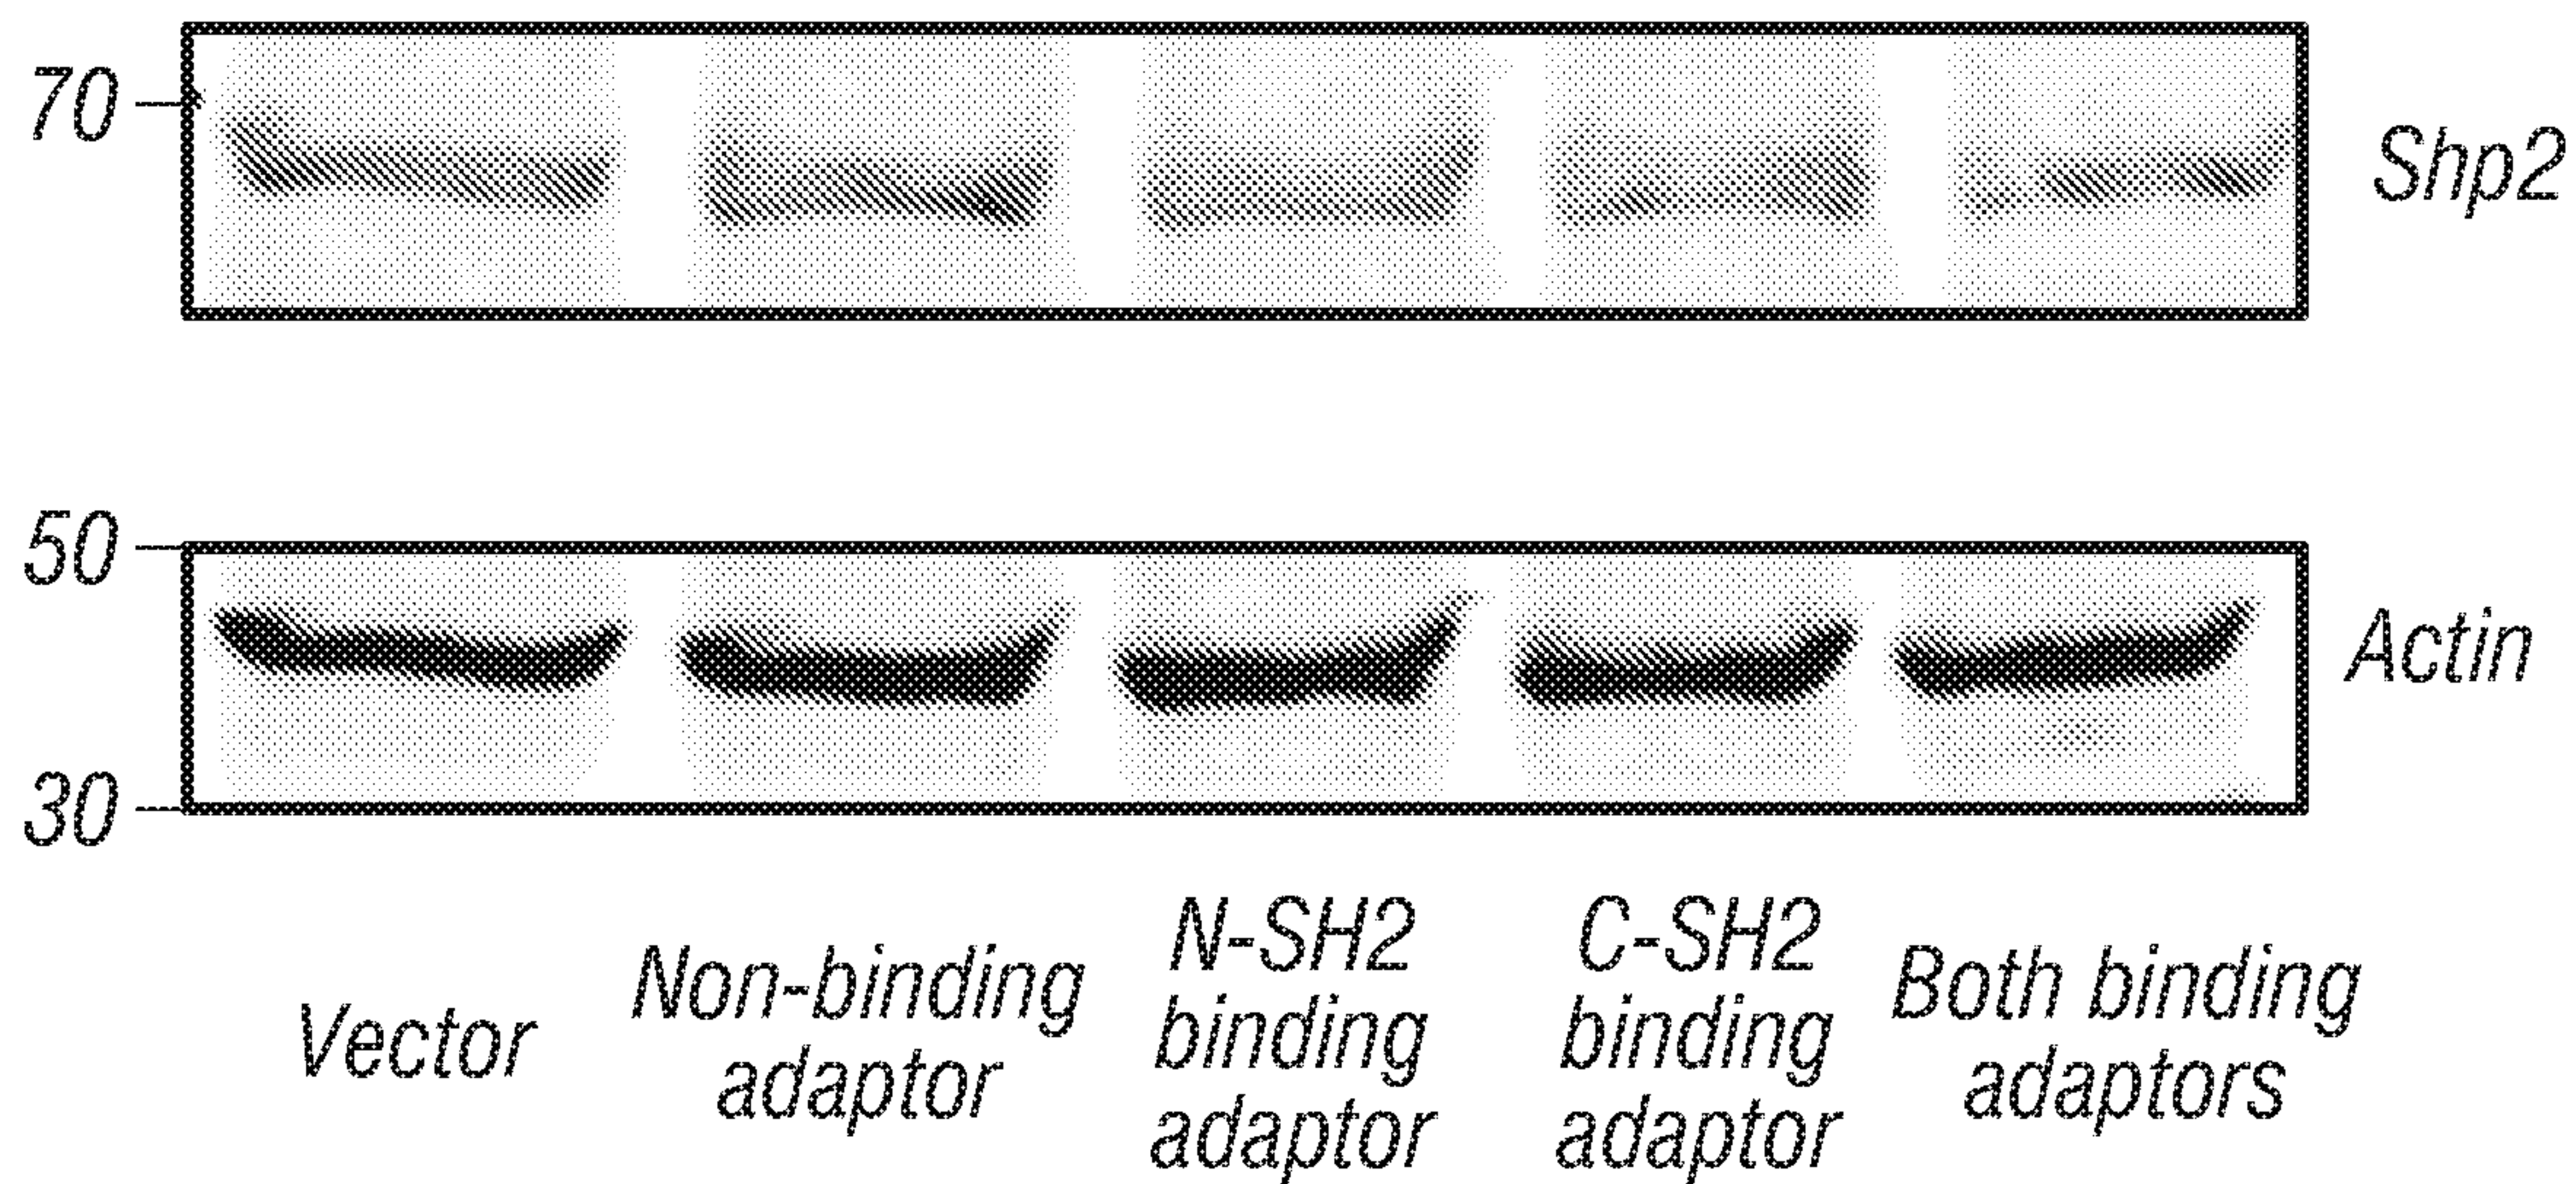 70
Shp2
50
Actin
30
Vector
Non-binding
adaptor
N-SH2
binding
adaptor
C-SH2
binding
adaptor
Both binding
adaptors